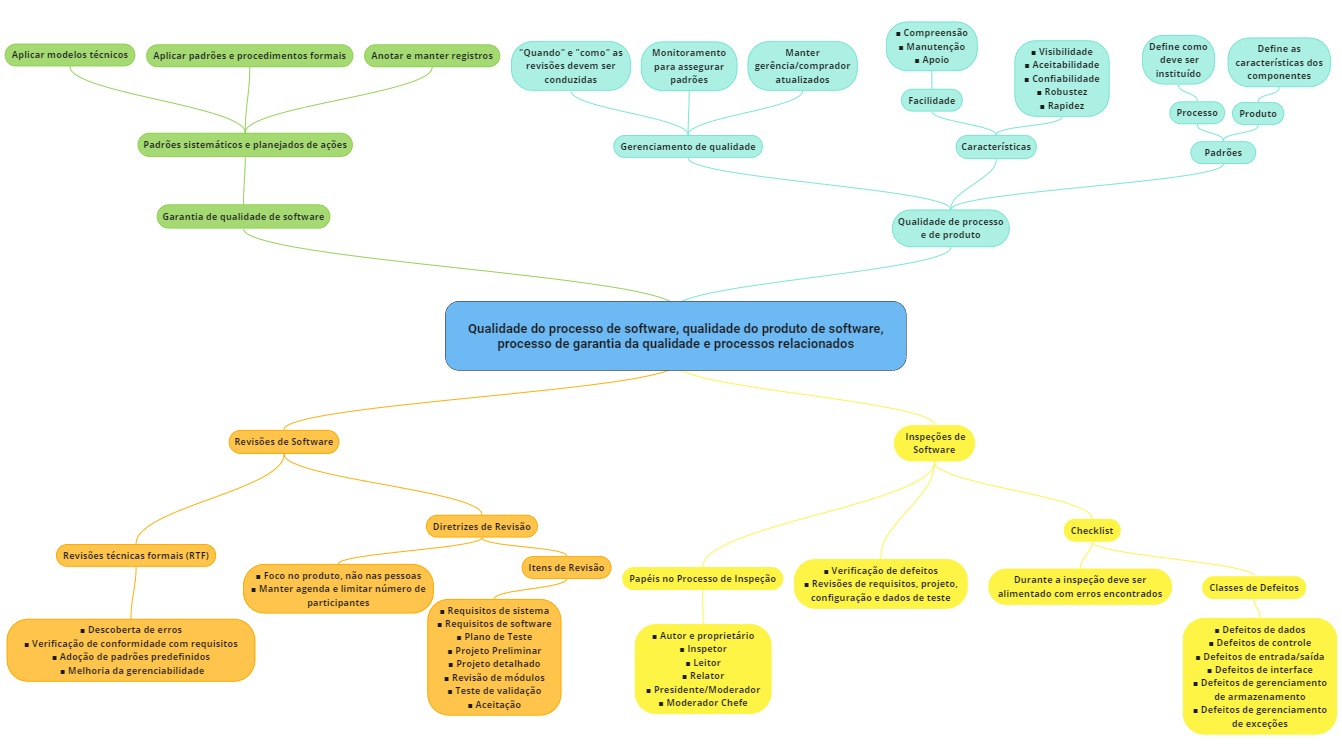 Aplicar modelos técnicos
Aplicar padrões e procedimentos formais
Anotar e manter registros
Padrões sistemáticos e planejados de ações
Garantia de qualidade de software
"Quando" e "como" as
revisões devem ser
conduzidas
Monitoramento
para assegurar
padrões
Manter
gerência/comprador
atualizados
Gerenciamento de qualidade
▪ Compreensão
▪ Manutenção
▪ Apoio
Facilidade
▪ Visibilidade
▪ Aceitabilidade
▪ Confiabilidade
▪ Robustez
▪ Rapidez
Características
Define como
deve ser
instituído
Define as
características dos
componentes
Processo
Produto
Padrões
Qualidade de processo
e de produto
Qualidade do processo de software, qualidade do produto de software,
processo de garantia da qualidade e processos relacionados
Revisões de Software
Revisões técnicas formais (RTF)
▪ Descoberta de erros
▪ Verificação de conformidade com requisitos
▪ Adoção de padrões predefinidos
▪ Melhoria da gerenciabilidade
Diretrizes de Revisão
▪ Foco no produto, não nas pessoas
▪ Manter agenda e limitar número de
participantes
Itens de Revisão
▪ Requisitos de sistema
▪ Requisitos de software
▪ Plano de Teste
▪ Projeto Preliminar
▪ Projeto detalhado
▪ Revisão de módulos
▪ Teste de validação
▪ Aceitação
Inspeções de
Software
Papéis no Processo de Inspeção
▪ Autor e proprietário
▪ Inspetor
▪ Leitor
▪ Relator
▪ Presidente/Moderador
▪ Moderador Chefe
▪ Verificação de defeitos
▪ Revisões de requisitos, projeto,
configuração e dados de teste
Checklist
Durante a inspeção deve ser
alimentado com erros encontrados
Classes de Defeitos
▪ Defeitos de dados
▪ Defeitos de controle
▪ Defeitos de entrada/saída
▪ Defeitos de interface
▪ Defeitos de gerenciamento
de armazenamento
▪ Defeitos de gerenciamento
de exceções